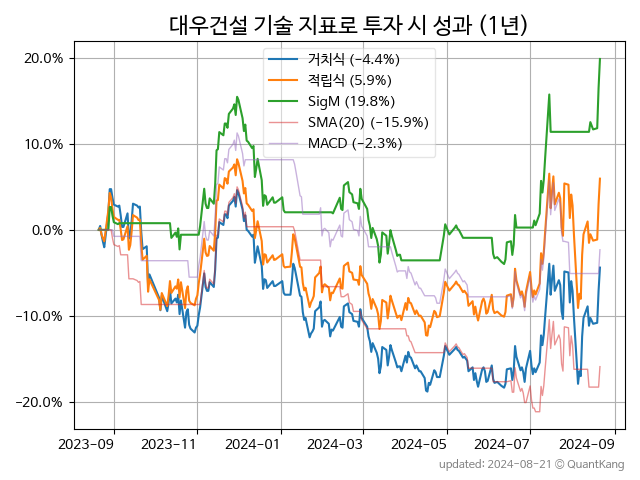 대우건설 기술 지표로 투자 시 성과 (1년)
거치식 (−4.4%)
적립식 (5.9%)
SigM (19.8%)
SMA(20) (−15.9%)
MACD (−2.3%)
20.0%
10.0%
0.0%
−10.0%
−20.0%
2023-09 2023-11 2024-01 2024-03 2024-05 2024-07 2024-09
updated: 2024-08-21 © QuantKang